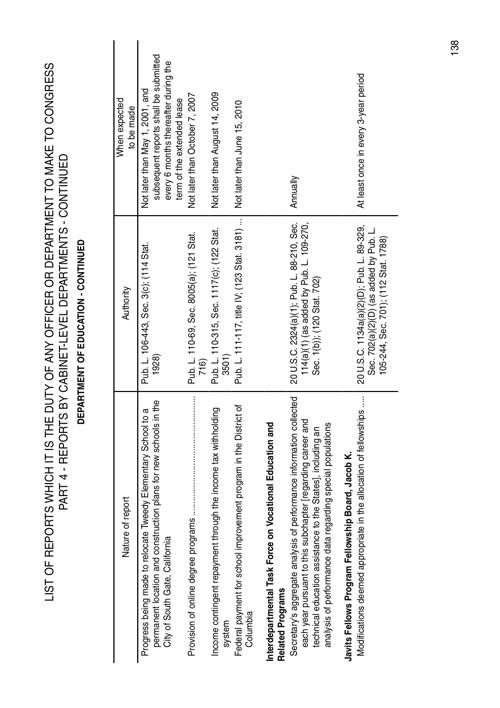 LIST OF REPORTS WHICH IT IS THE DUTY OF ANY OFFICER OR DEPARTMENT TO MAKE TO CONGRESS
PART 4 - REPORTS BY CABINET-LEVEL DEPARTMENTS - CONTINUED
DEPARTMENT OF EDUCATION - CONTINUED
Nature of report
Authority
When expected
to be made
Progress being made to relocate Tweedy Elementary School to a
permanent location and construction plans for new schools in the
City of South Gate, California
Pub. L. 106-443, Sec. 3(c); (114 Stat.
1928)
Not later than May 1, 2001, and
subsequent reports shall be submitted
every 6 months thereafter during the
term of the extended lease
Provision of online degree programs ..........
Pub. L. 110-69, Sec. 8005(a); (121 Stat.
716)
Not later than October 7, 2007
Income contingent repayment through the income tax withholding
system
Pub. L. 110-315, Sec. 1117(c); (122 Stat.
3501)
Not later than August 14, 2009
Federal payment for school improvement program in the District of
Columbia
Pub. L. 111-117, title IV; (123 Stat. 3181) ...
Not later than June 15, 2010
Interdepartmental Task Force on Vocational Education and
Related Programs
Secretary's aggregate analysis of performance information collected
each year pursuant to this subchapter [regarding career and
technical education assistance to the States], including an
analysis of performance data regarding special populations
20 U.S.C. 2324(a)(1); Pub. L. 88-210, Sec.
114(a)(1) (as added by Pub. L. 109-270,
Sec. 1(b)); (120 Stat. 702)
Annually
Javits Fellows Program Fellowship Board, Jacob K.
Modifications deemed appropriate in the allocation of fellowships .....
20 U.S.C. 1134a(a)(2)(D); Pub. L. 89-329,
Sec. 702(a)(2)(D) (as added by Pub. L.
105-244, Sec. 701); (112 Stat. 1788)
At least once in every 3-year period
138